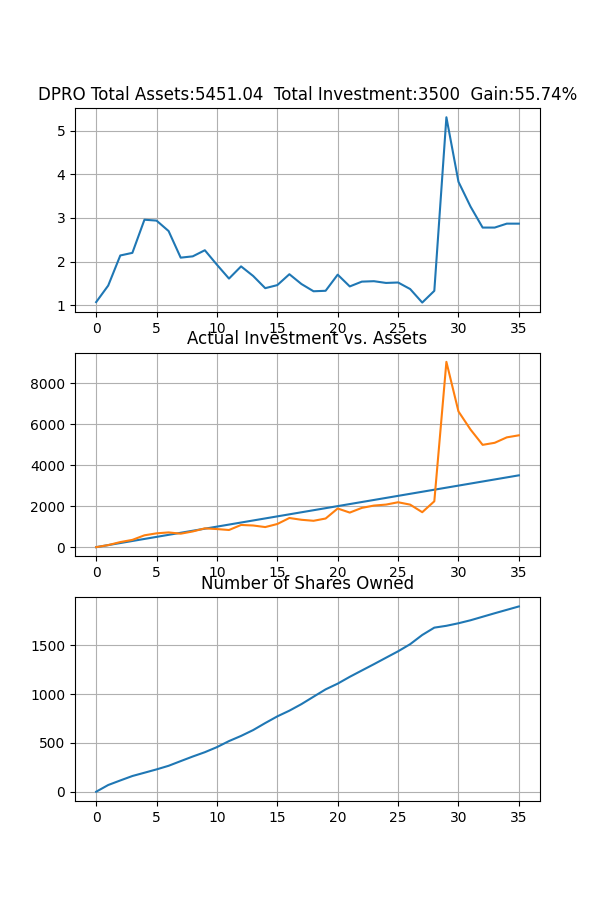 DPRO Total Assets:5451.04  Total Investment:3500  Gain:55.74%
5
4
3
2
1
0 5 10 15 20 25 30 35
Actual Investment vs. Assets
8000
6000
4000
2000
0
0 5 10 15 20 25 30 35
Number of Shares Owned
1500
1000
500
0
0 5 10 15 20 25 30 35